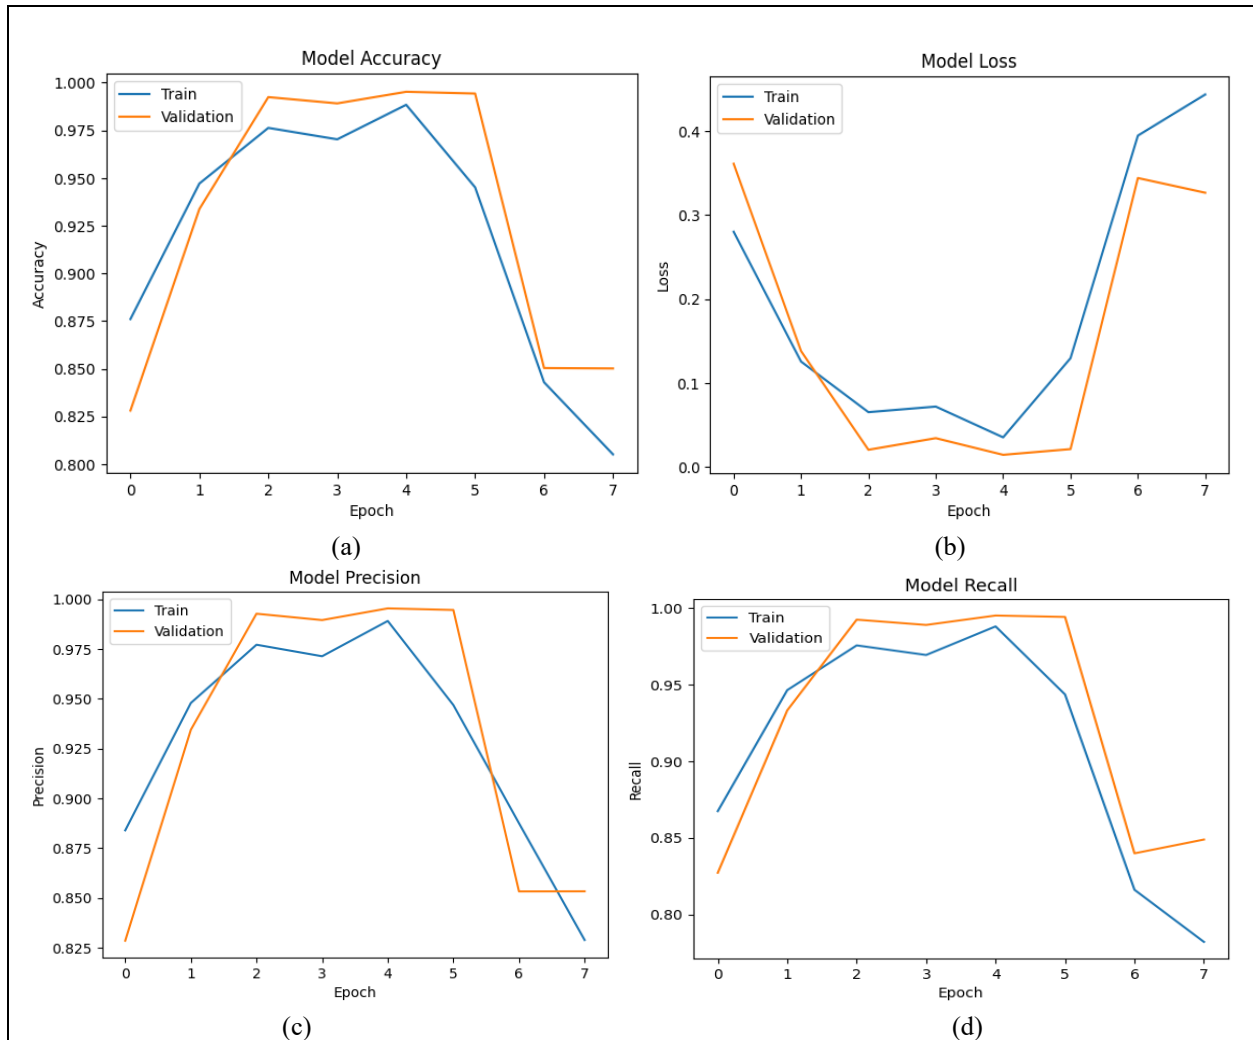 Model Accuracy
Train
Validation
1.000
0.975
0.950
0.925
0.900
0.875
0.850
0.825
0.800
Accuracy
0 1 2 3 4 5 6 7
Epoch
(a)
Model Loss
Train
Validation
0.4
0.3
0.2
0.1
0.0
Loss
0 1 2 3 4 5 6 7
Epoch
(b)
Model Precision
Train
Validation
1.000
0.975
0.950
0.925
0.900
0.875
0.850
0.825
Precision
0 1 2 3 4 5 6 7
Epoch
(c)
Model Recall
Train
Validation
1.00
0.95
0.90
0.85
0.80
Recall
0 1 2 3 4 5 6 7
Epoch
(d)